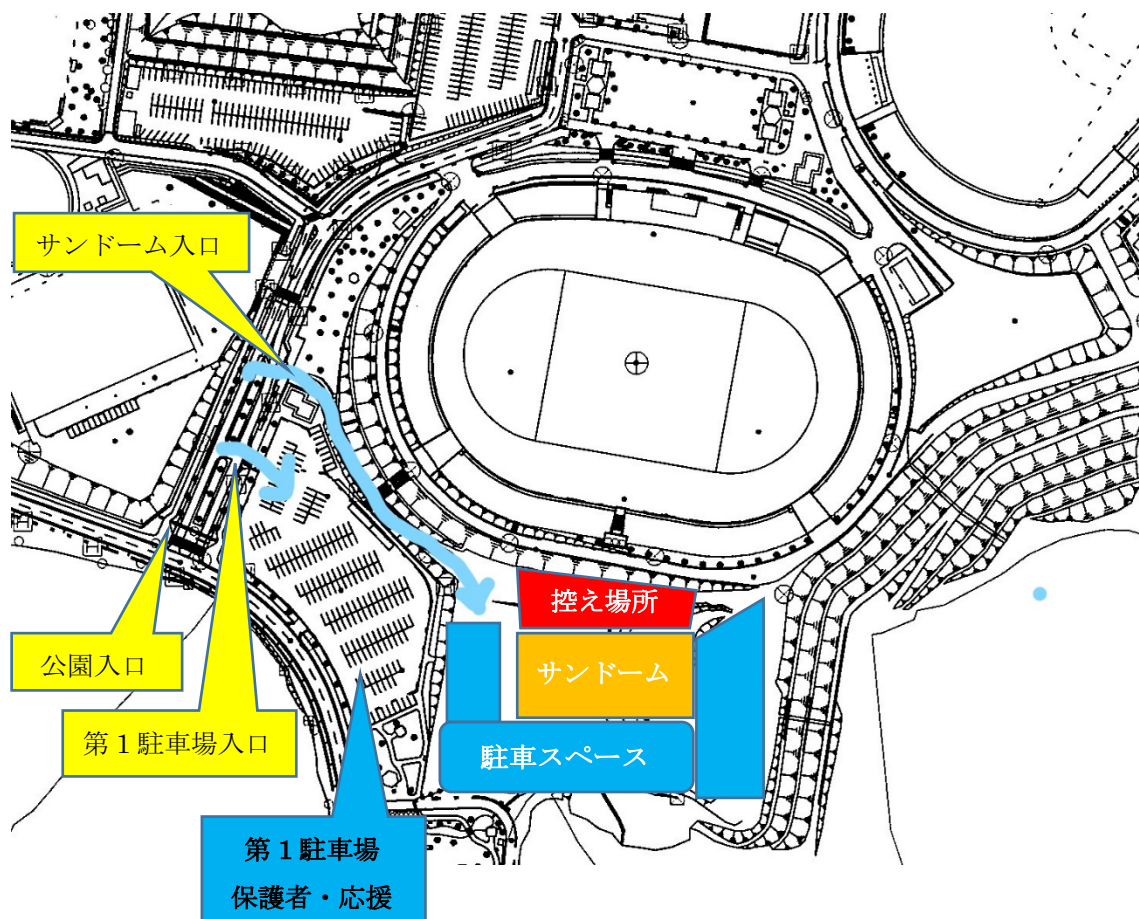 サンドーム入口
控え場所
公園入口
サンドーム
第１駐車場入口
駐車スペース
第１駐車場
保護者・応援